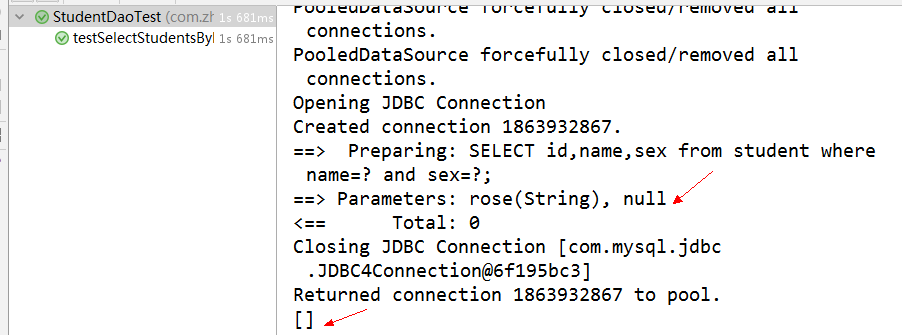 StudentDaoTest (com.zh 1s 681ms
testSelectStudentsByI 1s 681ms
PooledDataSource forcefully closed/removed all
connections.
PooledDataSource forcefully closed/removed all
connections.
Opening JDBC Connection
Created connection 1863932867.
==>  Preparing: SELECT id,name,sex from student where
name=? and sex=?;
==> Parameters: rose(String), null
<==      Total: 0
Closing JDBC Connection [com.mysql.jdbc
.JDBC4Connection@6f195bc3]
Returned connection 1863932867 to pool.
[]